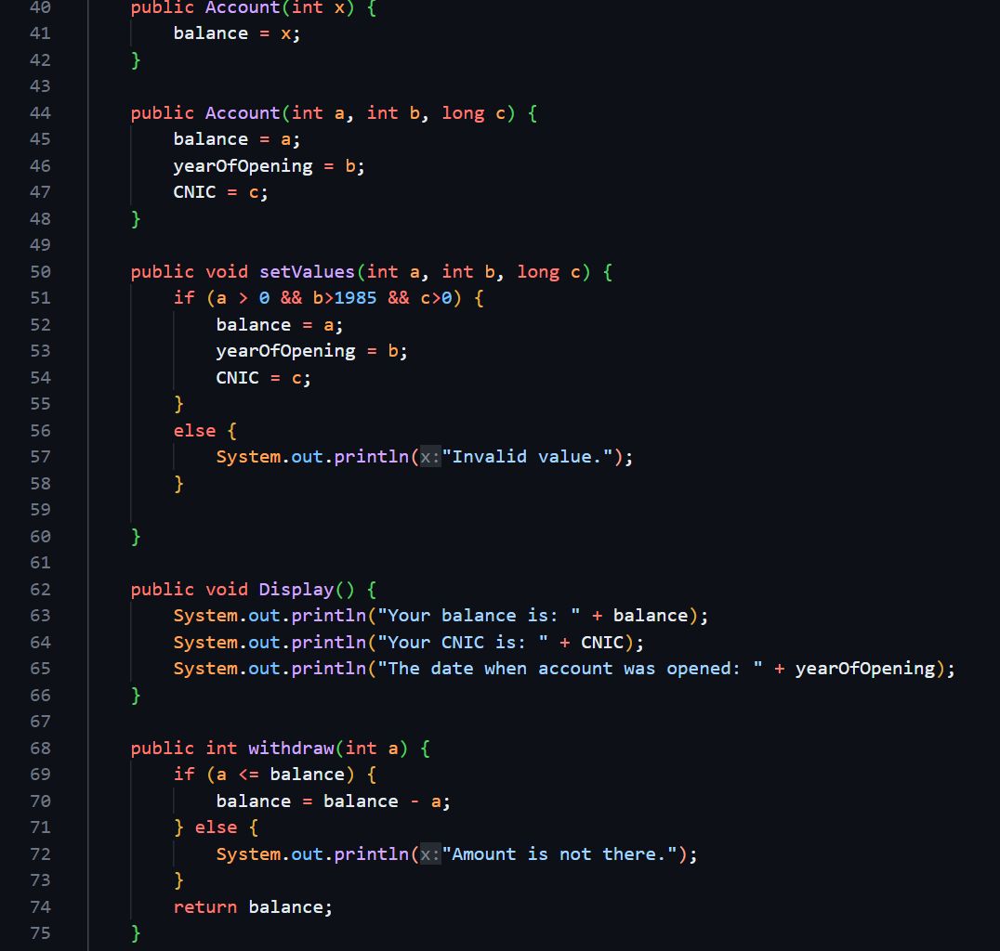 40 public Account(int x) {
41 balance = x;
42 }
43
44 public Account(int a, int b, long c) {
45 balance = a;
46 yearOfOpening = b;
47 CNIC = c;
48 }
49
50 public void setValues(int a, int b, long c) {
51 if (a > 0 && b>1985 && c>0) {
52 balance = a;
53 yearOfOpening = b;
54 CNIC = c;
55 }
56 else {
57 System.out.println(x:"Invalid value.");
58 }
59
60 }
61
62 public void Display() {
63 System.out.println("Your balance is: " + balance);
64 System.out.println("Your CNIC is: " + CNIC);
65 System.out.println("The date when account was opened: " + yearOfOpening);
66 }
67
68 public int withdraw(int a) {
69 if (a <= balance) {
70 balance = balance - a;
71 } else {
72 System.out.println(x:"Amount is not there.");
73 }
74 return balance;
75 }